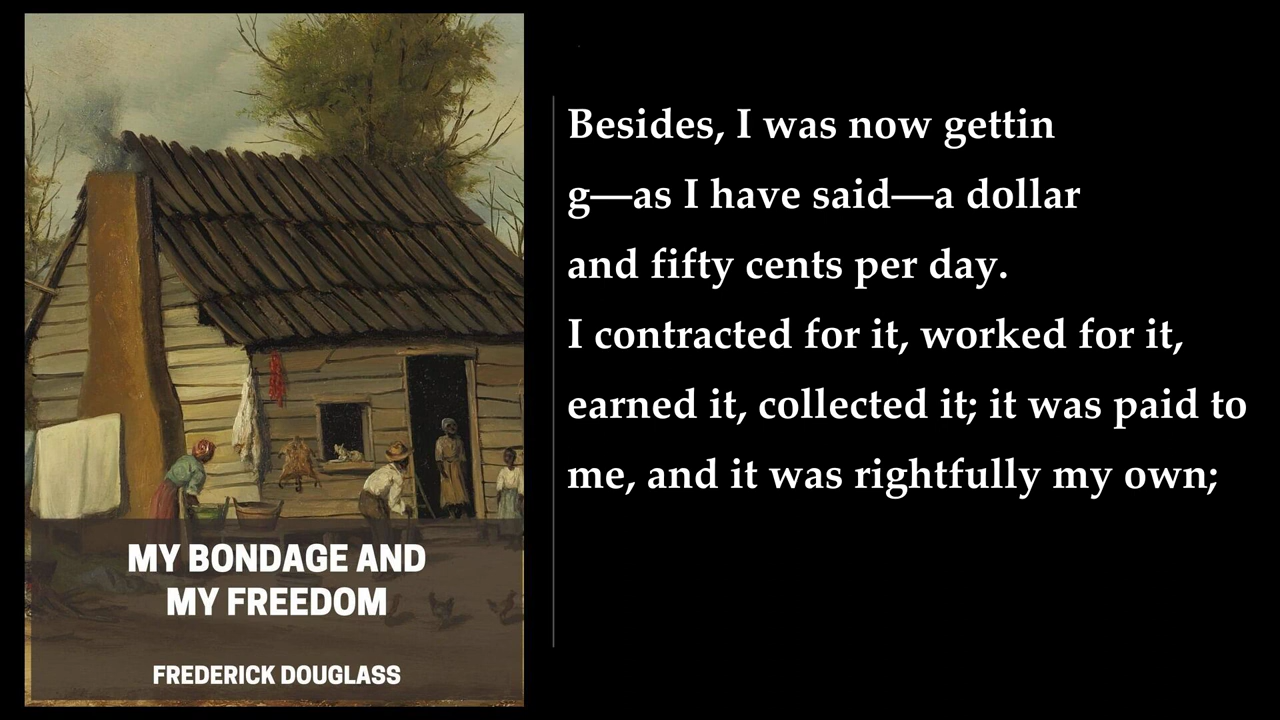 MY BONDAGE AND
MY FREEDOM
FREDERICK DOUGLASS
Besides, I was now gettin
g—as I have said—a dollar
and fifty cents per day.
I contracted for it, worked for it,
earned it, collected it; it was paid to
me, and it was rightfully my own;